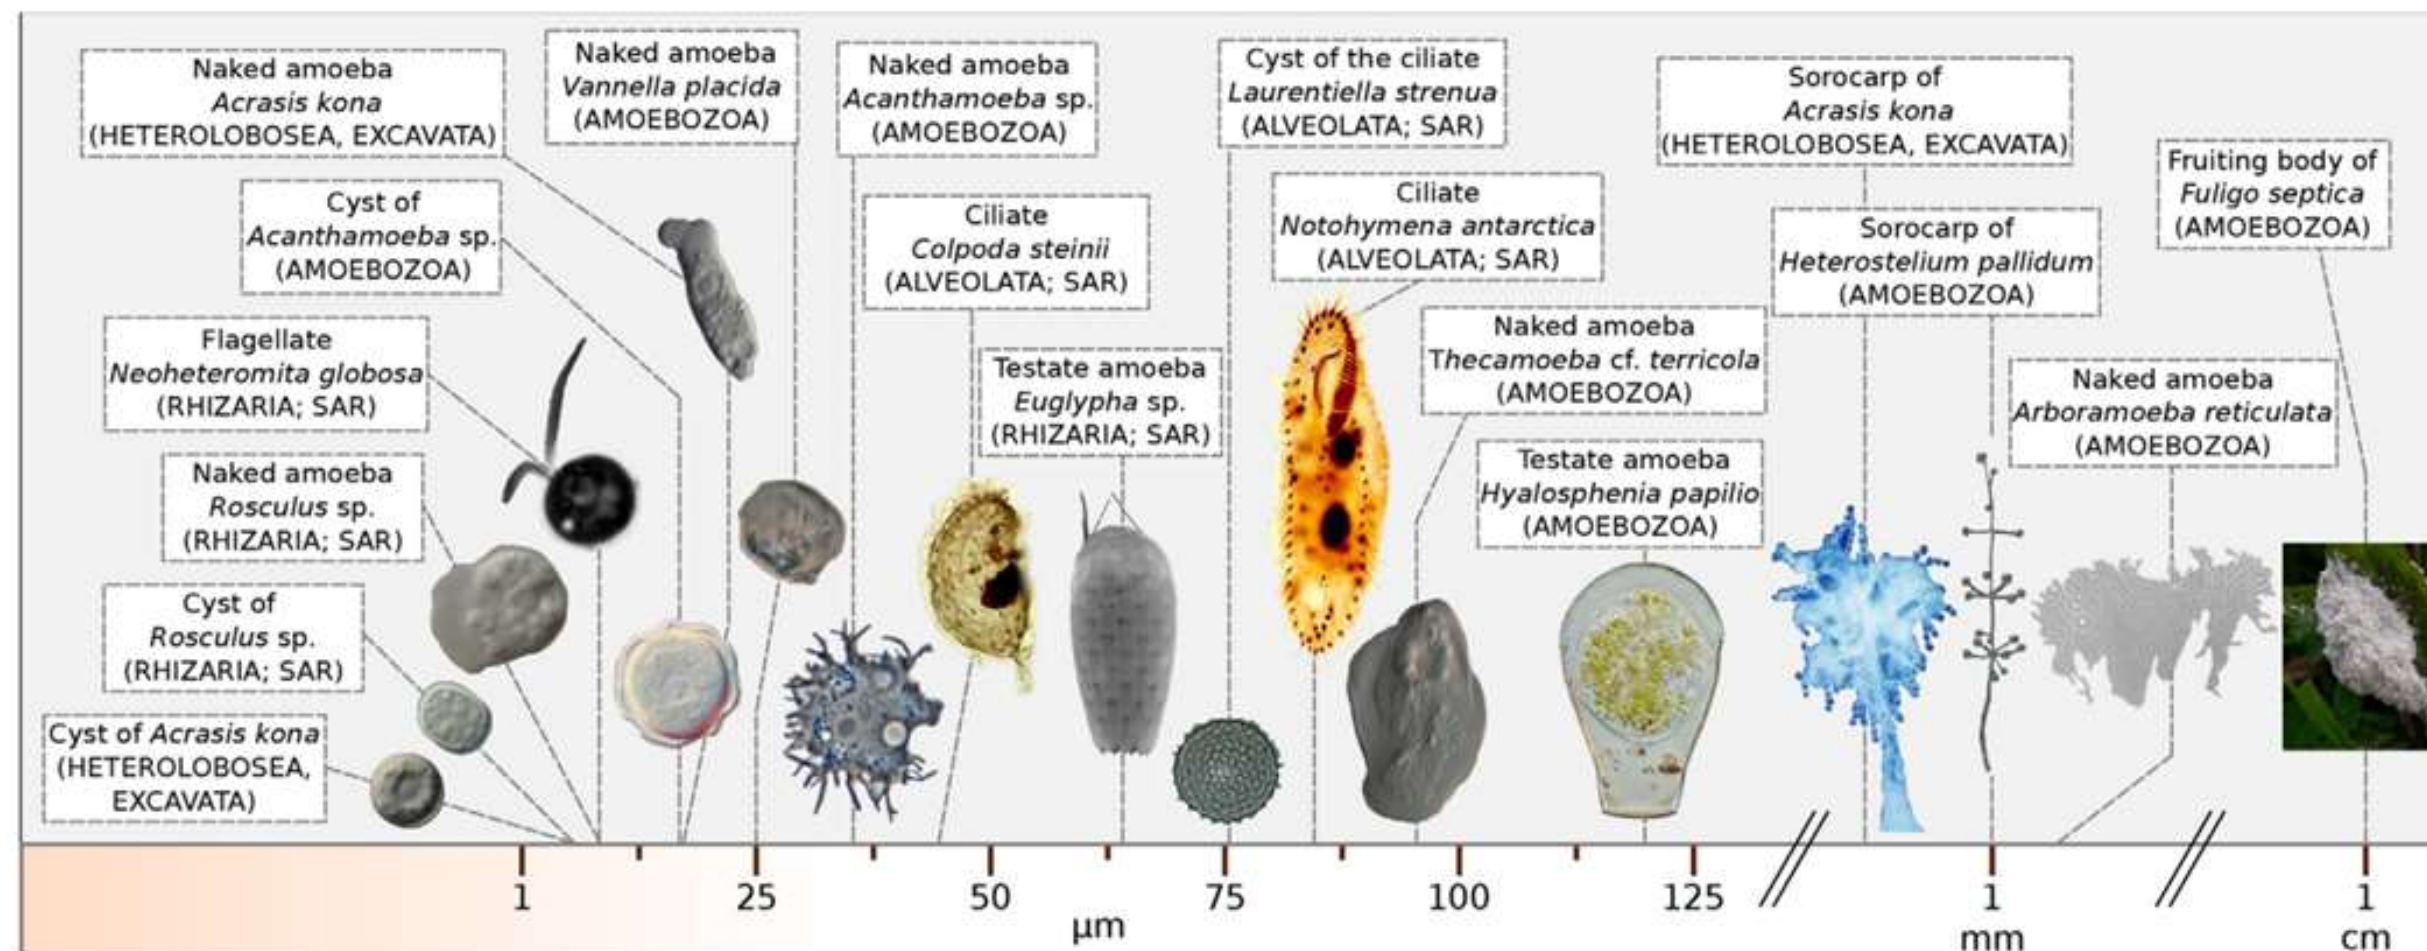 Naked amoeba
Acrasis kona
(HETEROLOBOSEA, EXCAVATA)
Naked amoeba
Vannella placida
(AMOEBOZOA)
Naked amoeba
Acanthamoeba sp.
(AMOEBOZOA)
Cyst of the ciliate
Laurentiella strenua
(ALVEOLATA; SAR)
Sorocarp of
Acrasis kona
(HETEROLOBOSEA, EXCAVATA)
Fruiting body of
Fuligo septica
(AMOEBOZOA)
Cyst of
Acanthamoeba sp.
(AMOEBOZOA)
Ciliate
Colpoda steinii
(ALVEOLATA; SAR)
Ciliate
Notohymena antarctica
(ALVEOLATA; SAR)
Sorocarp of
Heterostelium pallidum
(AMOEBOZOA)
Flagellate
Neoheteromita globosa
(RHIZARIA; SAR)
Testate amoeba
Euglypha sp.
(RHIZARIA; SAR)
Naked amoeba
Thecamoeba cf. terricola
(AMOEBOZOA)
Naked amoeba
Arboramoeba reticulata
(AMOEBOZOA)
Naked amoeba
Rosculus sp.
(RHIZARIA; SAR)
Testate amoeba
Hyalosphenia papilio
(AMOEBOZOA)
Cyst of
Rosculus sp.
(RHIZARIA; SAR)
Cyst of Acrasis kona
(HETEROLOBOSEA,
EXCAVATA)
1 25 50 75 100 125 1 1
µm mm cm